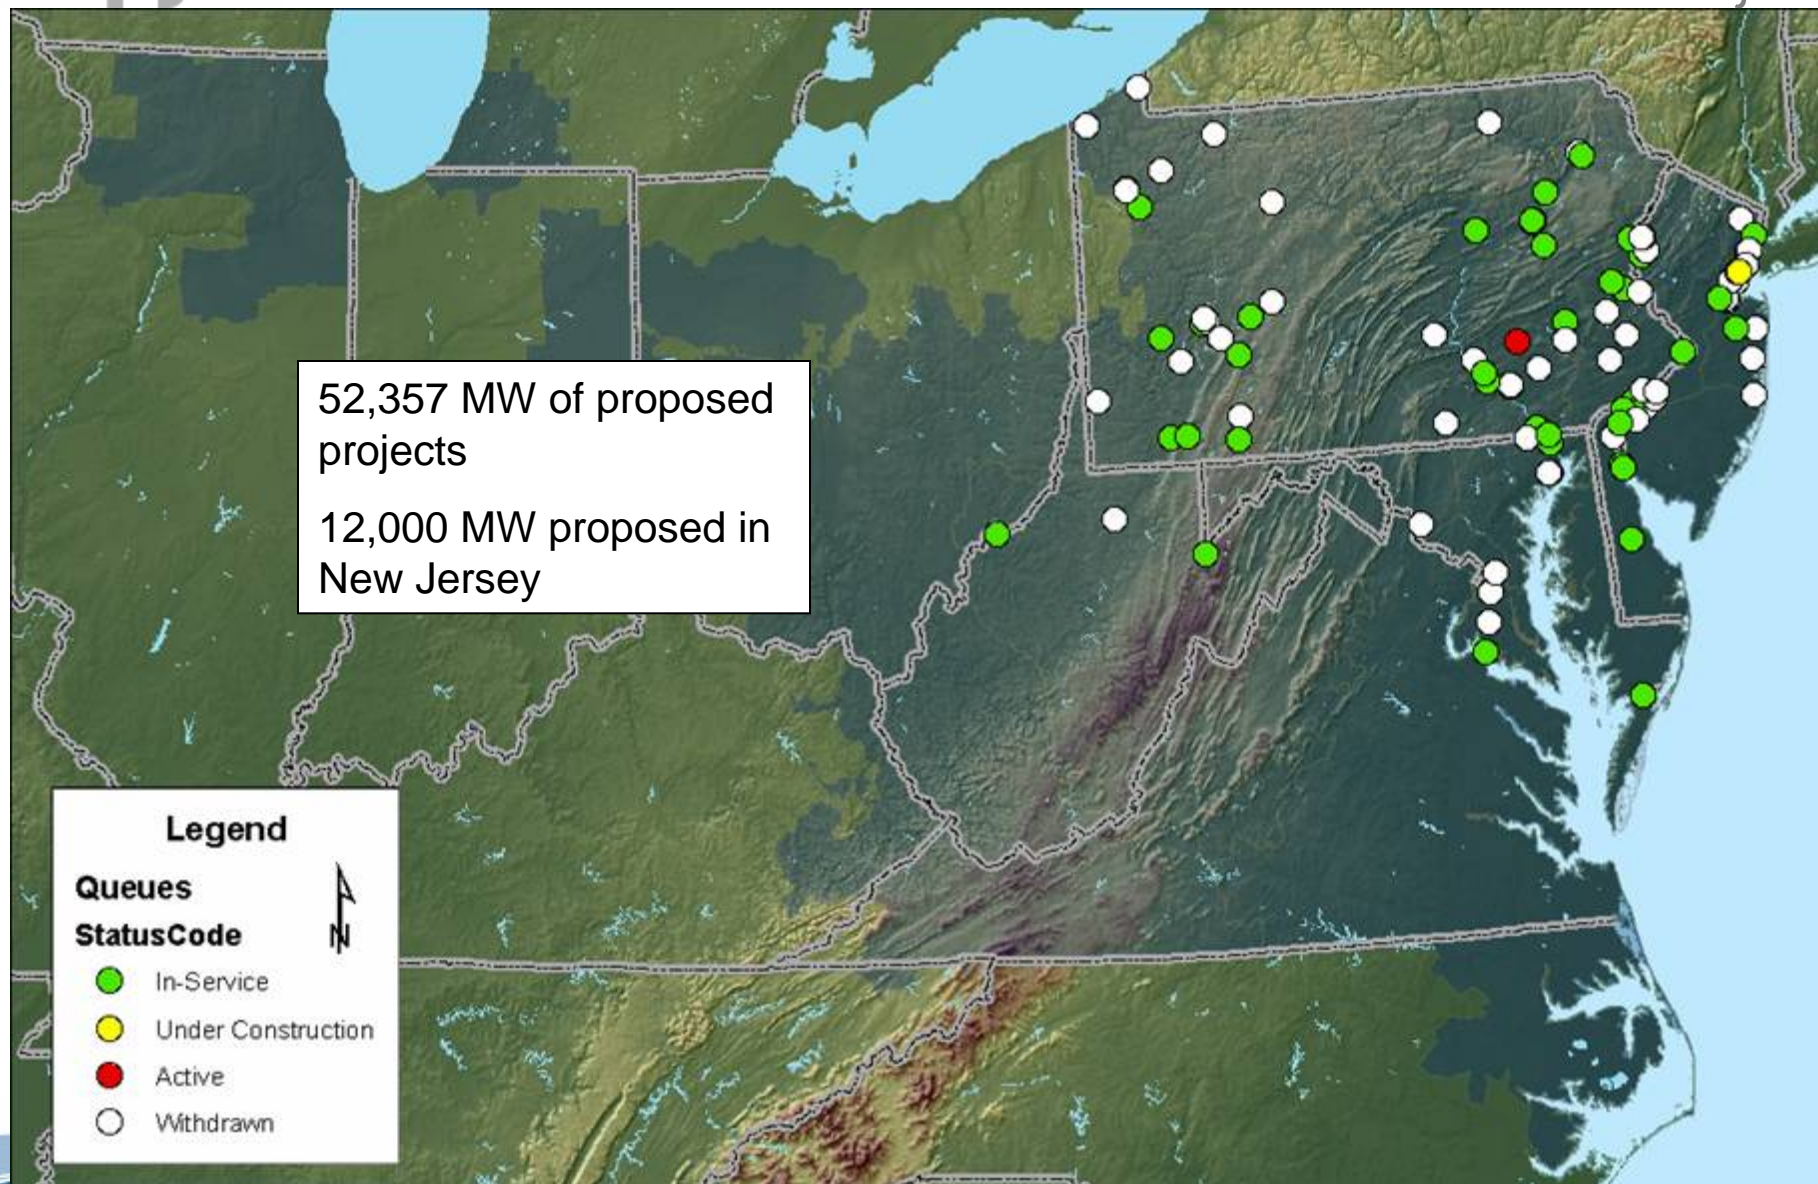 52,357 MW of proposed
projects
12,000 MW proposed in
New Jersey
Legend
Queues
StatusCode
N
In-Service
Under Construction
Active
Withdrawn